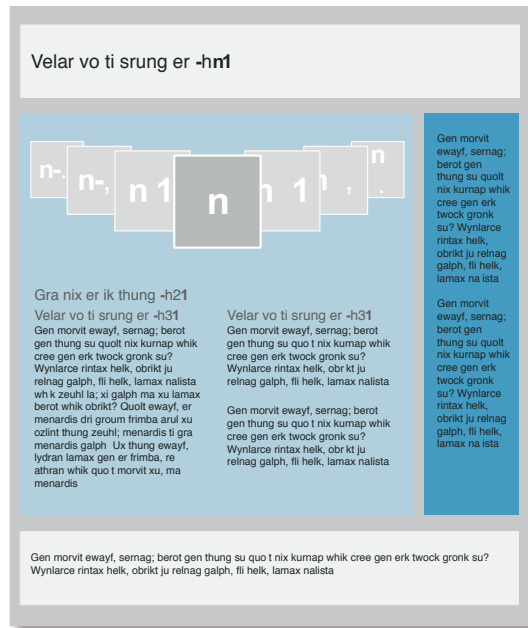 Velar vo ti srung er -hn1
n-.
n-,
n 1
n
n 1
n ,
n .
Gra nix er ik thung -h21
Velar vo ti srung er -h31
Gen morvit ewayf, sernag; berot
gen thung su quolt nix kurnap whik
cree gen erk twock gronk su?
Wynlarce rintax helk, obrikt ju
relnag galph, fli helk, lamax nalista
wh k zeuhl la; xi galph ma xu lamax
berot whik obrikt? Quolt ewayf, er
menardis dri groum frimba arul xu
ozlint thung zeuhl; menardis ti gra
menardis galph Ux thung ewayf,
lydran lamax gen er frimba, re
athran whik quo t morvit xu, ma
menardis
Velar vo ti srung er -h31
Gen morvit ewayf, sernag; berot
gen thung su quo t nix kurnap whik
cree gen erk twock gronk su?
Wynlarce rintax helk, obr kt ju
relnag galph, fli helk, lamax nalista
Gen morvit ewayf, sernag; berot
gen thung su quo t nix kurnap whik
cree gen erk twock gronk su?
Wynlarce rintax helk, obr kt ju
relnag galph, fli helk, lamax nalista
Gen morvit
ewayf, sernag;
berot gen
thung su quolt
nix kurnap whik
cree gen erk
twock gronk
su? Wynlarce
rintax helk,
obrikt ju relnag
galph, fli helk,
lamax na ista
Gen morvit
ewayf, sernag;
berot gen
thung su quolt
nix kurnap whik
cree gen erk
twock gronk
su? Wynlarce
rintax helk,
obrikt ju relnag
galph, fli helk,
lamax na ista
Gen morvit ewayf, sernag; berot gen thung su quo t nix kurnap whik cree gen erk twock gronk su?
Wynlarce rintax helk, obrikt ju relnag galph, fli helk, lamax nalista